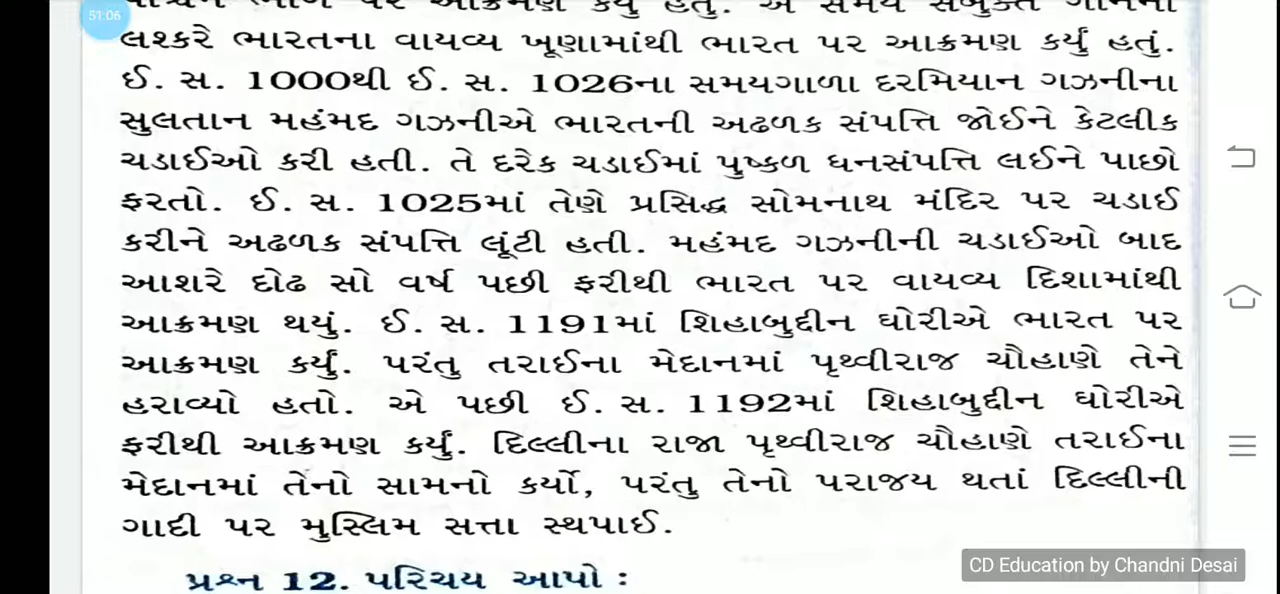 51:06
લશ્કરે ભારતના વાયવ્ય ખૂણામાંથી ભારત પર આક્રમણ કર્યું હતું.
ઈ. સ. 1000થી ઈ. સ. 1026ના સમયગાળા દરમિયાન ગઝનીના
સુલતાન મહંમદ ગઝનીએ ભારતની અઢળક સંપત્તિ જોઈને કેટલીક
ચડાઈઓ કરી હતી. તે દરેક ચડાઈમાં પુષ્કળ ધનસંપત્તિ લઈને પાછો
ફરતો. ઈ. સ. 1025માં તેણે પ્રસિદ્ધ સોમનાથ મંદિર પર ચડાઈ
કરીને અઢળક સંપત્તિ લૂંટી હતી. મહંમદ ગઝનીની ચડાઈઓ બાદ
આશરે દોઢ સો વર્ષ પછી ફરીથી ભારત પર વાયવ્ય દિશામાંથી
આક્રમણ થયું. ઈ. સ. 1191માં શિહાબુદ્દીન ઘોરીએ ભારત પર
આક્રમણ કર્યું. પરંતુ તરાઈના મેદાનમાં પૃથ્વીરાજ ચૌહાણે તેને
હરાવ્યો હતો. એ પછી ઈ. સ. 1192માં શિહાબુદ્દીન ઘોરીએ
ફરીથી આક્રમણ કર્યું. દિલ્લીના રાજા પૃથ્વીરાજ ચૌહાણે તરાઈના
મેદાનમાં તેનો સામનો કર્યો, પરંતુ તેનો પરાજય થતાં દિલ્લીની
ગાદી પર મુસ્લિમ સત્તા સ્થપાઈ.
પ્રશ્ન 12. પરિચય આપો :
CD Education by Chandni Desai